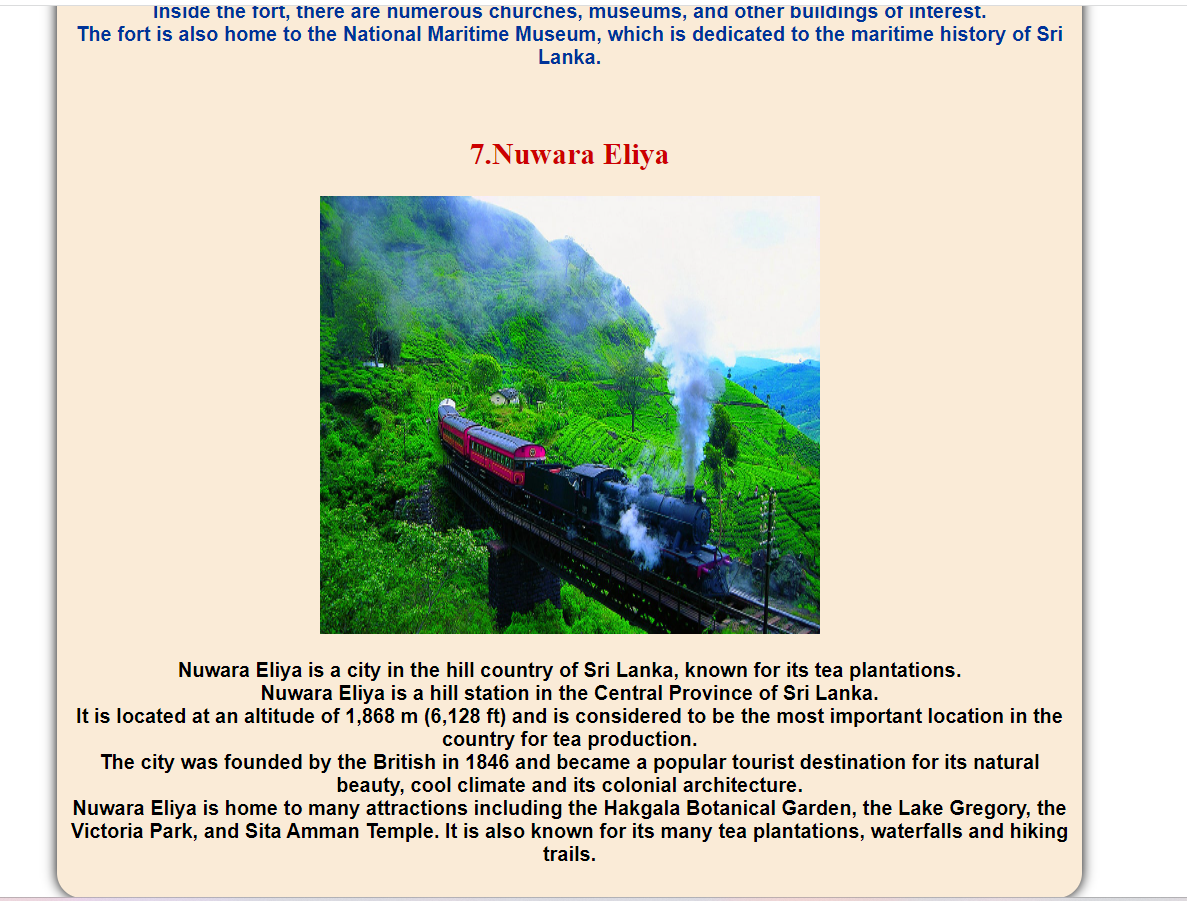 Inside the fort, there are numerous churches, museums, and other buildings of interest.
The fort is also home to the National Maritime Museum, which is dedicated to the maritime history of Sri
Lanka.
7.Nuwara Eliya
Nuwara Eliya is a city in the hill country of Sri Lanka, known for its tea plantations.
Nuwara Eliya is a hill station in the Central Province of Sri Lanka.
It is located at an altitude of 1,868 m (6,128 ft) and is considered to be the most important location in the
country for tea production.
The city was founded by the British in 1846 and became a popular tourist destination for its natural
beauty, cool climate and its colonial architecture.
Nuwara Eliya is home to many attractions including the Hakgala Botanical Garden, the Lake Gregory, the
Victoria Park, and Sita Amman Temple. It is also known for its many tea plantations, waterfalls and hiking
trails.